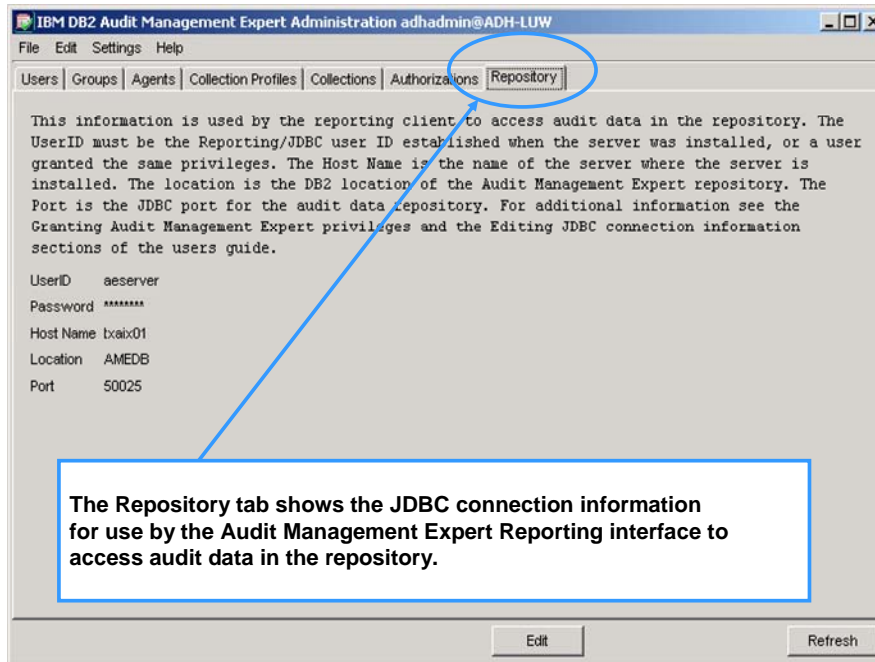 IBM DB2 Audit Management Expert Administration adhadmin@ADH-LUW
File Edit Settings Help
Users Groups Agents Collection Profiles Collections Authorizations Repository
This information is used by the reporting client to access audit data in the repository. The
UserID must be the Reporting/JDBC user ID established when the server was installed, or a user
granted the same privileges. The Host Name is the name of the server where the server is
installed. The location is the DB2 location of the Audit Management Expert repository. The
Port is the JDBC port for the audit data repository. For additional information see the
Granting Audit Management Expert privileges and the Editing JDBC connection information
sections of the users guide.
UserID aeserver
Password ********
Host Name txaix01
Location AMEDB
Port 50025
The Repository tab shows the JDBC connection information
for use by the Audit Management Expert Reporting interface to
access audit data in the repository.
Edit Refresh